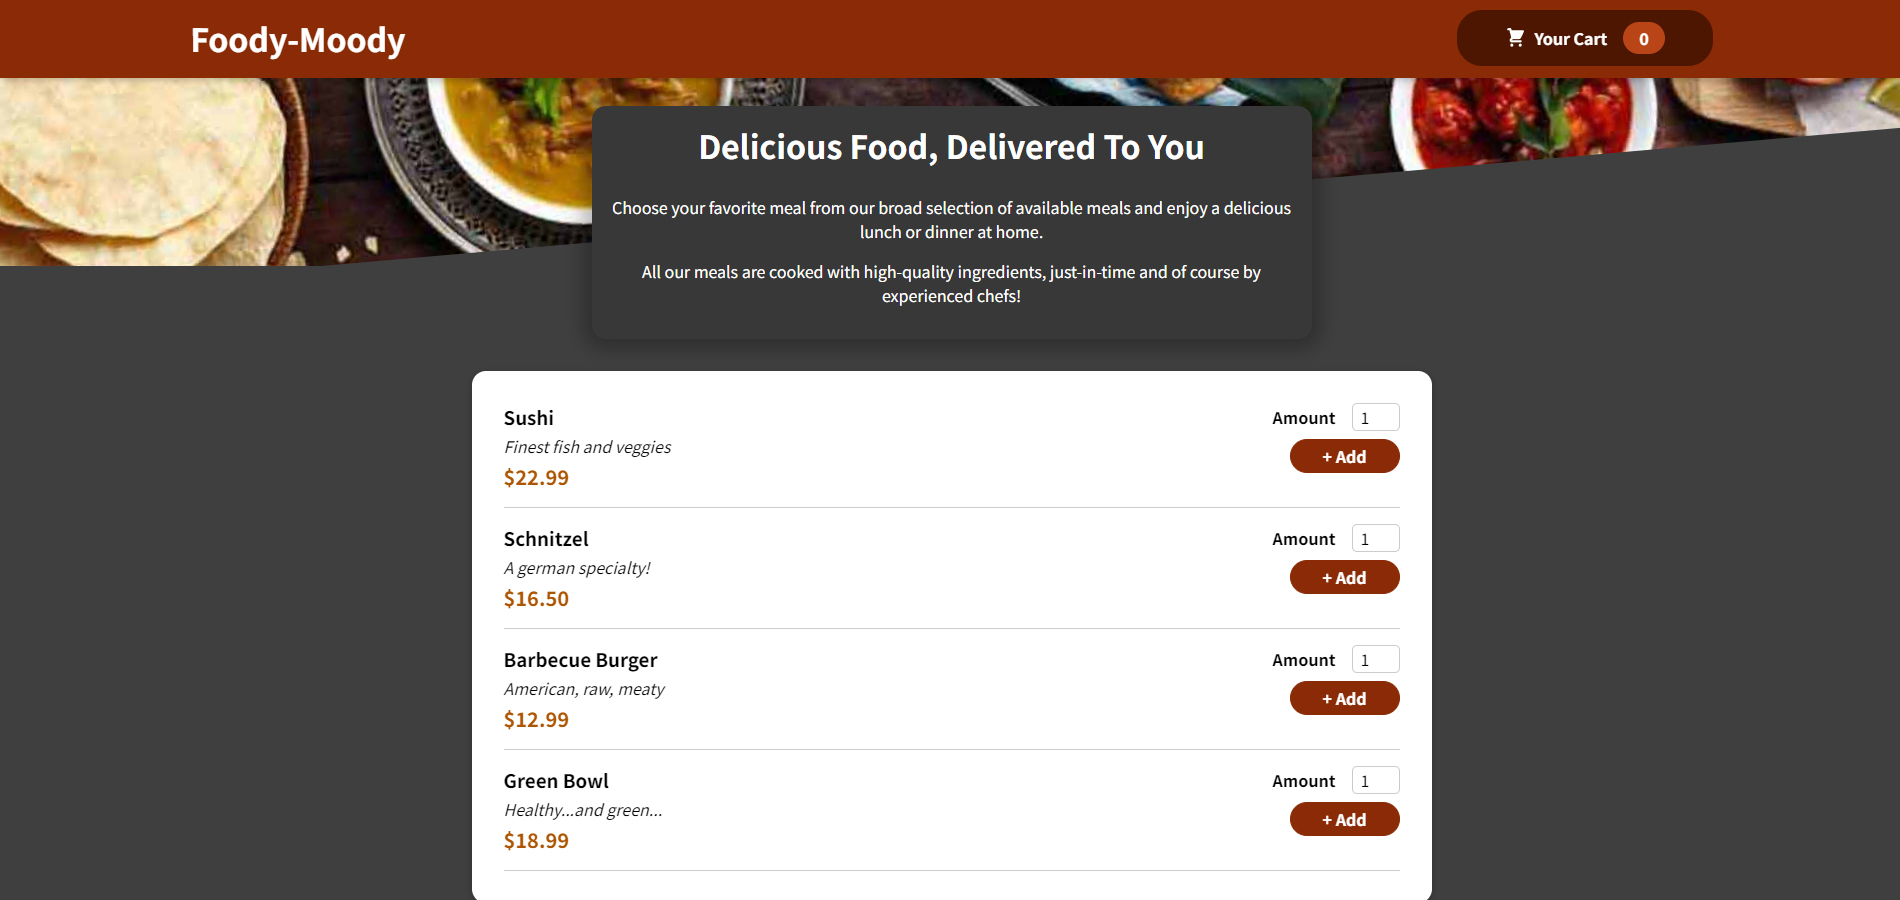 Foody-Moody
Your Cart 0
Delicious Food, Delivered To You
Choose your favorite meal from our broad selection of available meals and enjoy a delicious
lunch or dinner at home.
All our meals are cooked with high-quality ingredients, just-in-time and of course by
experienced chefs!
Sushi
Finest fish and veggies
$22.99
Amount 1
+ Add
Schnitzel
A german specialty!
$16.50
Amount 1
+ Add
Barbecue Burger
American, raw, meaty
$12.99
Amount 1
+ Add
Green Bowl
Healthy...and green...
$18.99
Amount 1
+ Add